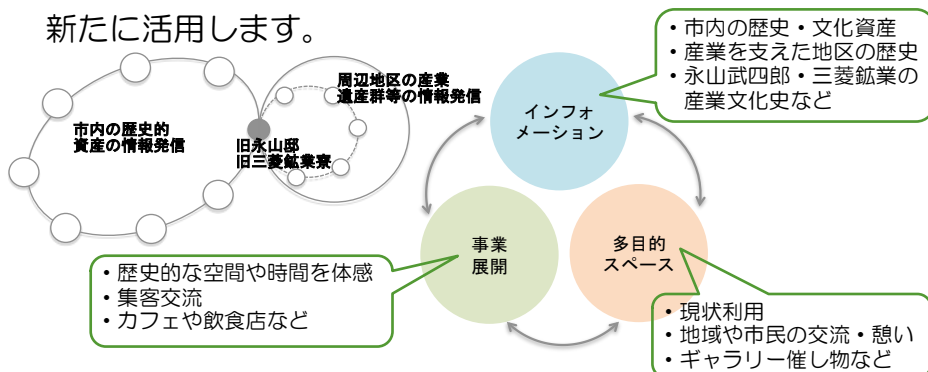 新たに活用します。
周辺地区の産業
遺産群等の情報発信
市内の歴史的
資産の情報発信
旧永山邸
旧三菱鉱業寮
・市内の歴史・文化資産
・産業を支えた地区の歴史
・永山武四郎・三菱鉱業の
産業文化史など
インフォ
メーション
事業
展開
多目的
スペース
・歴史的な空間や時間を体感
・集客交流
・カフェや飲食店など
・現状利用
・地域や市民の交流・憩い
・ギャラリー催し物など